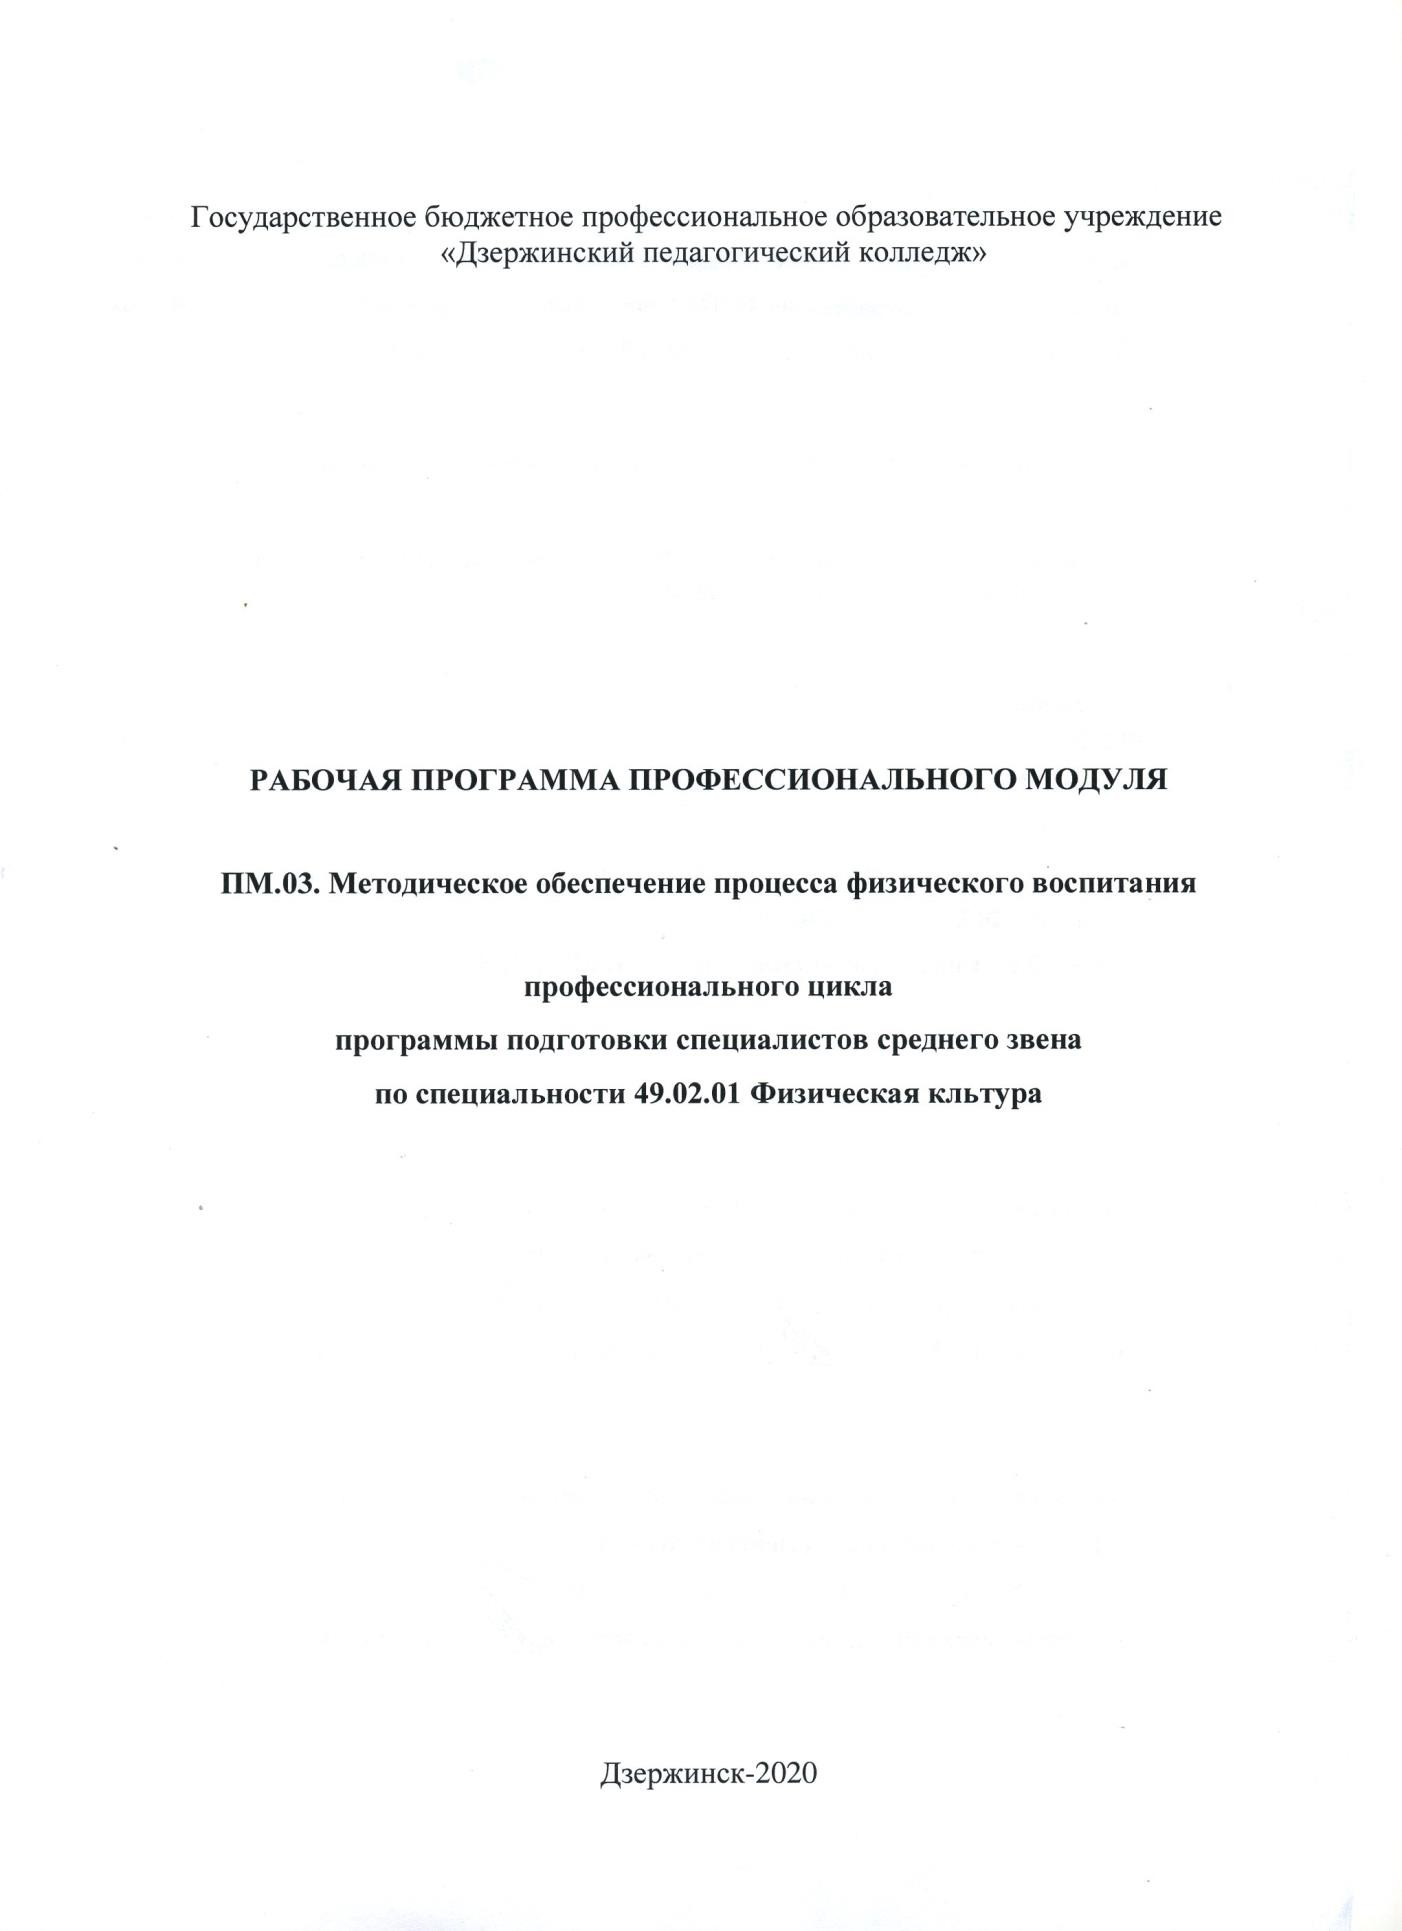 Государственное бюджетное профессиональное образовательное учреждение
«Дзержинский педагогический колледж»
РАБОЧАЯ ПРОГРАММА ПРОФЕССИОНАЛЬНОГО МОДУЛЯ
ПМ.03. Методическое обеспечение процесса физического воспитания
профессионального цикла
программы подготовки специалистов среднего звена
по специальности 49.02.01 Физическая кльтура
Дзержинск-2020